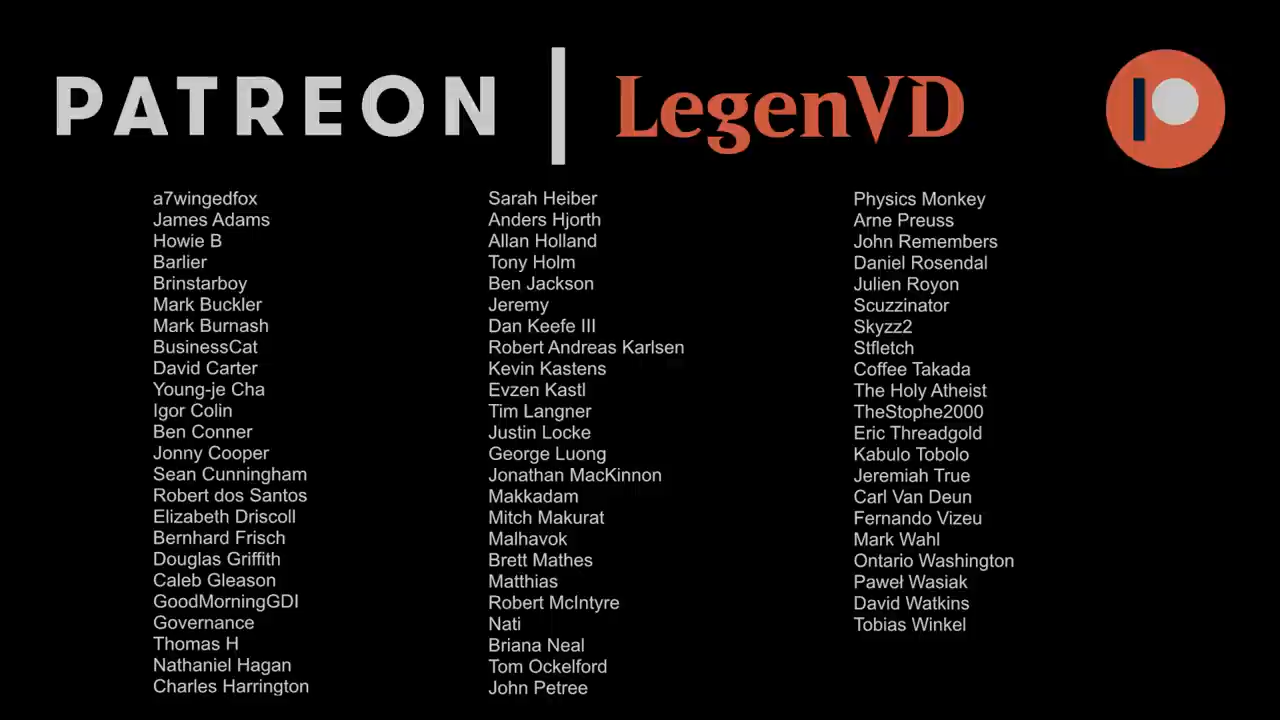 PATREON | LegenVD
a7wingedfox
James Adams
Howie B
Barlier
Brinstarboy
Mark Buckler
Mark Burnash
BusinessCat
David Carter
Young-je Cha
Igor Colin
Ben Conner
Jonny Cooper
Sean Cunningham
Robert dos Santos
Elizabeth Driscoll
Bernhard Frisch
Douglas Griffith
Caleb Gleason
GoodMorningGDI
Governance
Thomas H
Nathaniel Hagan
Charles Harrington
Sarah Heiber
Anders Hjorth
Allan Holland
Tony Holm
Ben Jackson
Jeremy
Dan Keefe III
Robert Andreas Karlsen
Kevin Kastens
Evzen Kastl
Tim Langner
Justin Locke
George Luong
Jonathan MacKinnon
Makkadam
Mitch Makurat
Malhavok
Brett Mathes
Matthias
Robert McIntyre
Nati
Briana Neal
Tom Ockelford
John Petree
Physics Monkey
Arne Preuss
John Remembers
Daniel Rosendal
Julien Royon
Scuzzinator
Skyzz2
Stfletch
Coffee Takada
The Holy Atheist
TheStophe2000
Eric Threadgold
Kabulo Tobolo
Jeremiah True
Carl Van Deun
Fernando Vizeu
Mark Wahl
Ontario Washington
Paweł Wasiak
David Watkins
Tobias Winkel